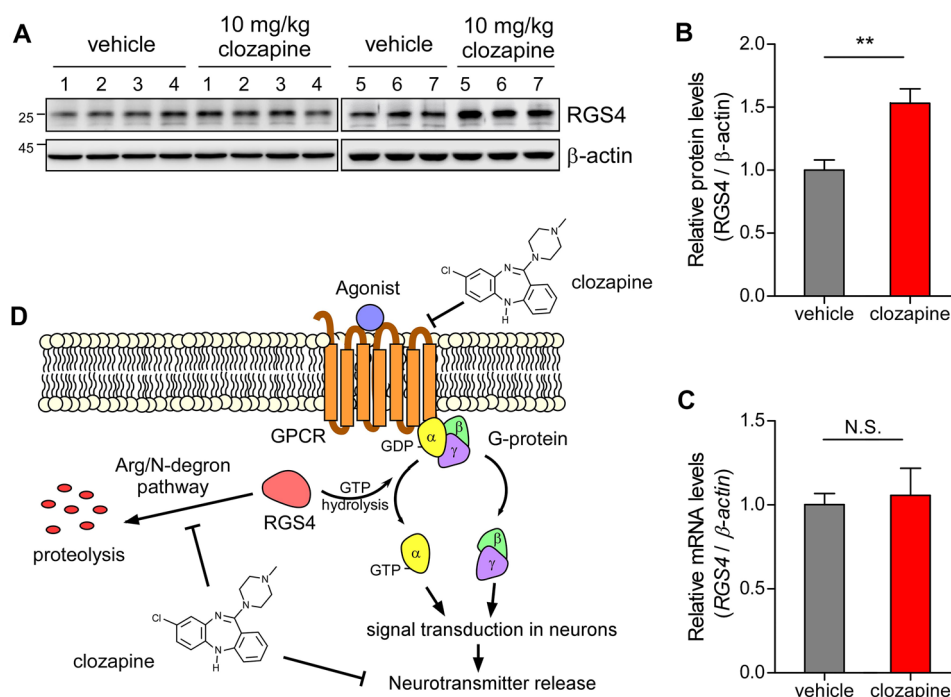 A
vehicle
10 mg/kg
clozapine
vehicle
10 mg/kg
clozapine
1 2 3 4 1 2 3 4 5 6 7 5 6 7
25
RGS4
45
β-actin
B
Relative protein levels
(RGS4 / β-actin)
2.0
1.5
1.0
0.5
0.0
**
vehicle clozapine
C
Relative mRNA levels
(RGS4 / β-actin)
1.5
1.0
0.5
0.0
N.S.
vehicle clozapine
D
Agonist
Cl
N
N
N
CH₃
N
H
clozapine
GPCR
GDP
α
β
γ
G-protein
Arg/N-degron
pathway
RGS4
GTP
hydrolysis
proteolysis
GTP
α
β
γ
signal transduction in neurons
Neurotransmitter release
Cl
N
N
N
CH₃
N
H
clozapine